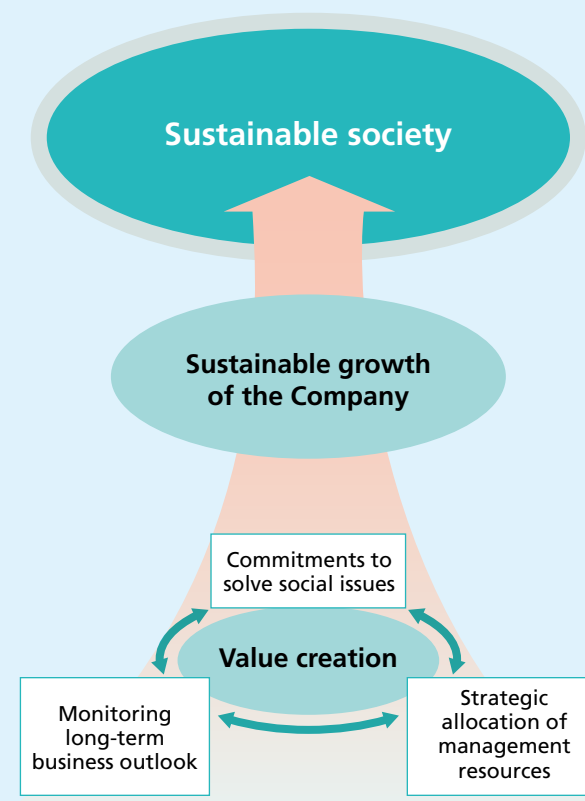 Sustainable society
Sustainable growth
of the Company
Commitments to
solve social issues
Value creation
Monitoring
long-term
business outlook
Strategic
allocation of
management
resources